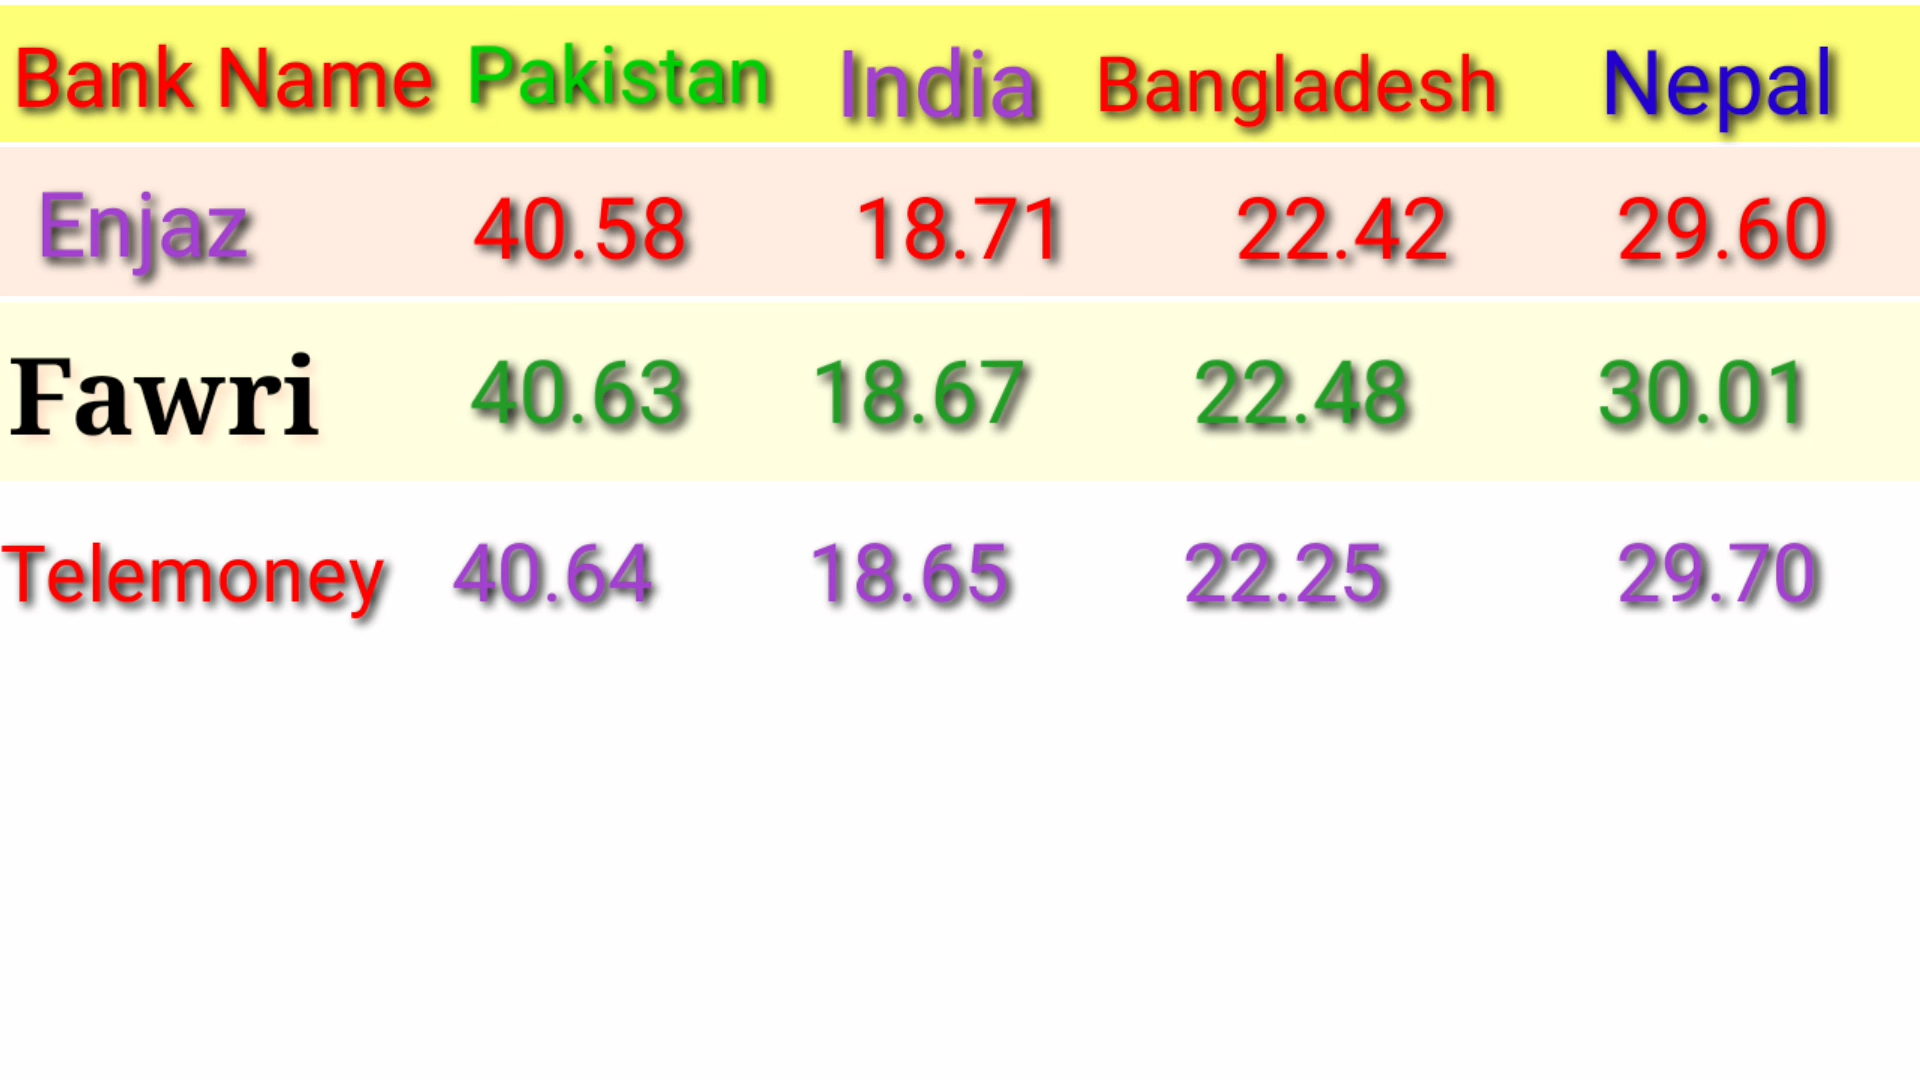 Bank Name Pakistan India Bangladesh Nepal
Enjaz 40.58 18.71 22.42 29.60
Fawri 40.63 18.67 22.48 30.01
Telemoney 40.64 18.65 22.25 29.70